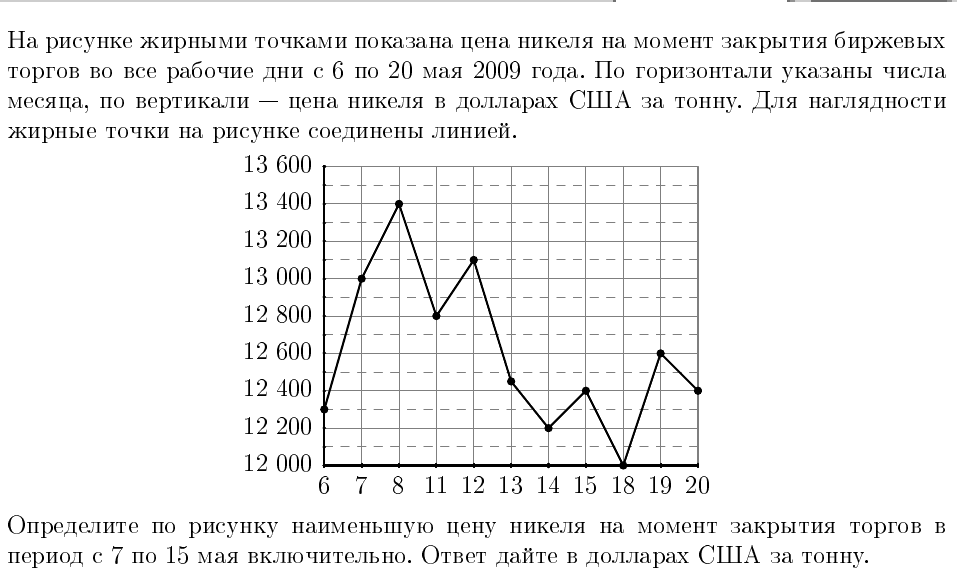 На рисунке жирными точками показана цена никеля на момент закрытия биржевых
торгов во все рабочие дни с 6 по 20 мая 2009 года. По горизонтали указаны числа
месяца, по вертикали — цена никеля в долларах США за тонну. Для наглядности
жирные точки на рисунке соединены линией.
13 600
13 400
13 200
13 000
12 800
12 600
12 400
12 200
12 000
6 7 8 11 12 13 14 15 18 19 20
Определите по рисунку наименьшую цену никеля на момент закрытия торгов в
период с 7 по 15 мая включительно. Ответ дайте в долларах США за тонну.